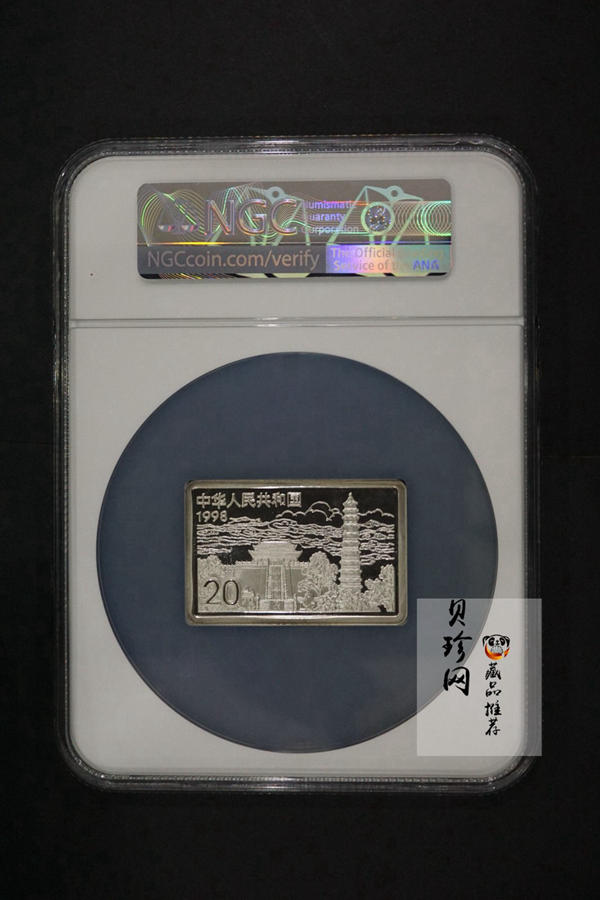 NGC
Numismatic
Guaranty
Corporation
NGCcoin.com/verify
The Official
Service of the ANA
中华人民共和国
1998
20
贝珍网
藏品推荐